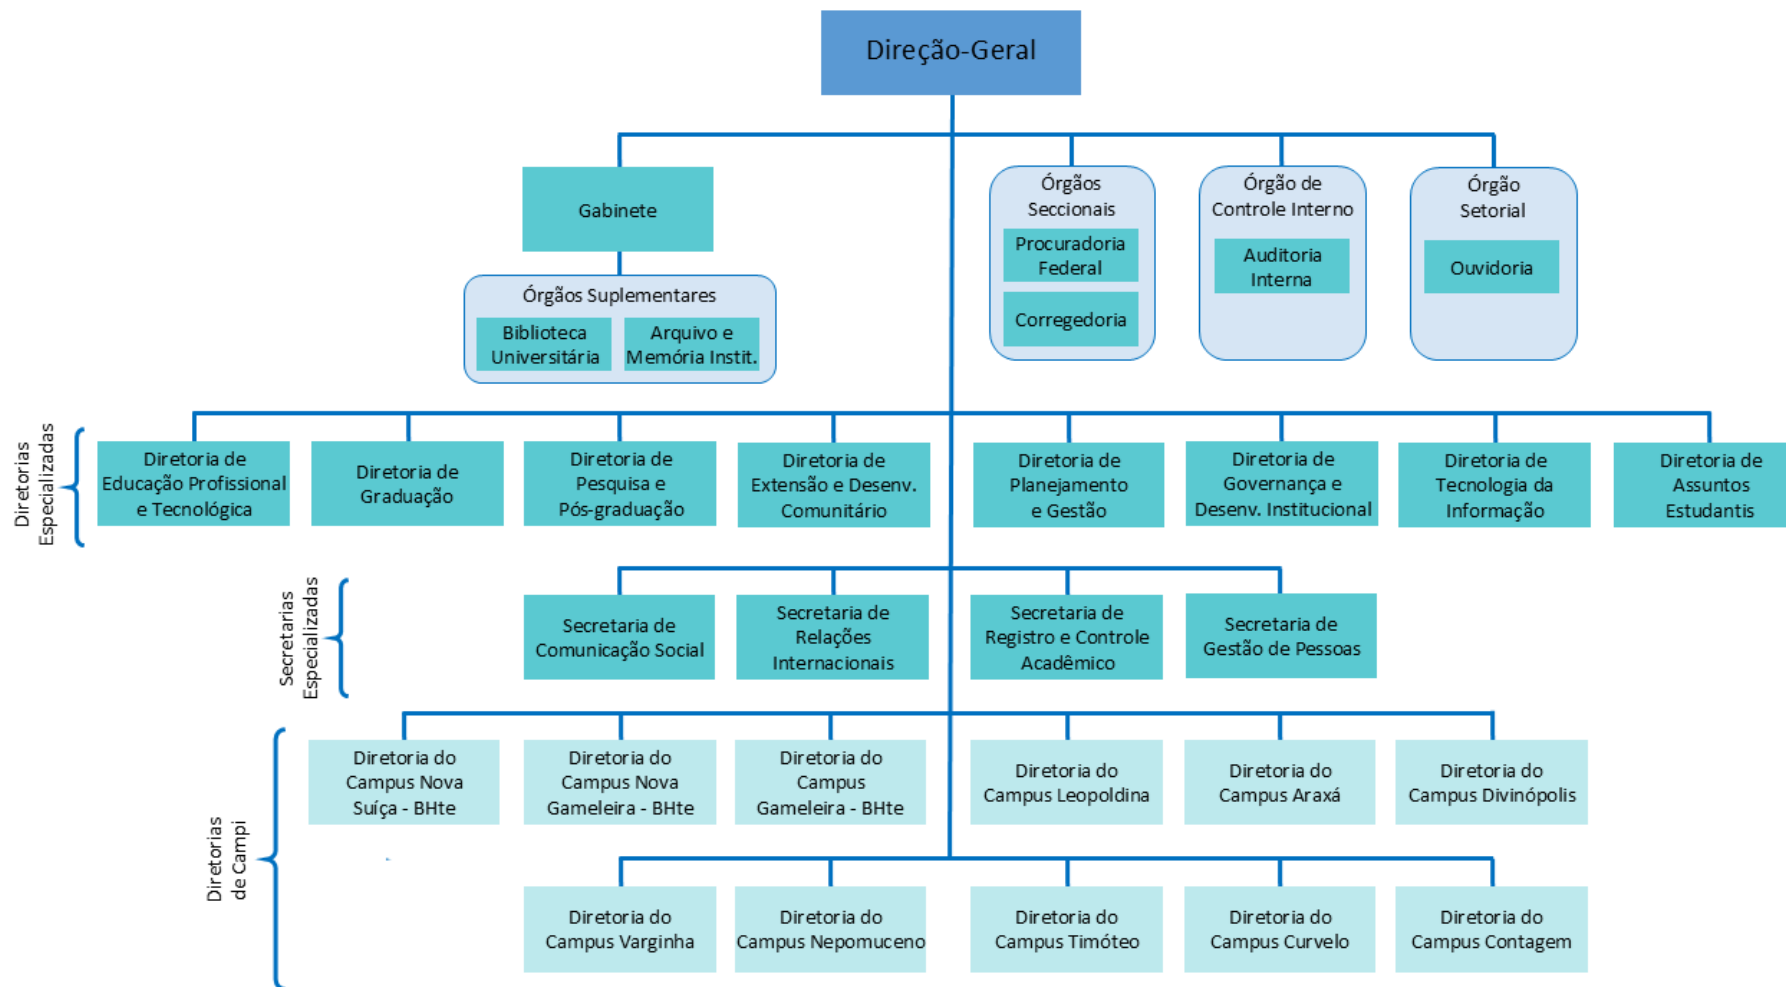 Direção-Geral
Gabinete
Órgãos
Seccionais
Procuradoria
Federal
Corregedoria
Órgão de
Controle Interno
Auditoria
Interna
Órgão
Setorial
Ouvidoria
Órgãos Suplementares
Biblioteca
Universitária
Arquivo e
Memória Instit.
Diretorias
Especializadas
Diretoria de
Educação Profissional
e Tecnológica
Diretoria de
Graduação
Diretoria de
Pesquisa e
Pós-graduação
Diretoria de
Extensão e Desenv.
Comunitário
Diretoria de
Planejamento
e Gestão
Diretoria de
Governança e
Desenv. Institucional
Diretoria de
Tecnologia da
Informação
Diretoria de
Assuntos
Estudantis
Secretarias
Especializadas
Secretaria de
Comunicação Social
Secretaria de
Relações
Internacionais
Secretaria de
Registro e Controle
Acadêmico
Secretaria de
Gestão de Pessoas
Diretorias
de Campi
Diretoria do
Campus Nova
Suíça - BHte
Diretoria do
Campus Nova
Gameleira - BHte
Diretoria do
Campus
Gameleira - BHte
Diretoria do
Campus Leopoldina
Diretoria do
Campus Araxá
Diretoria do
Campus Divinópolis
Diretoria do
Campus Varginha
Diretoria do
Campus Nepomuceno
Diretoria do
Campus Timóteo
Diretoria do
Campus Curvelo
Diretoria do
Campus Contagem